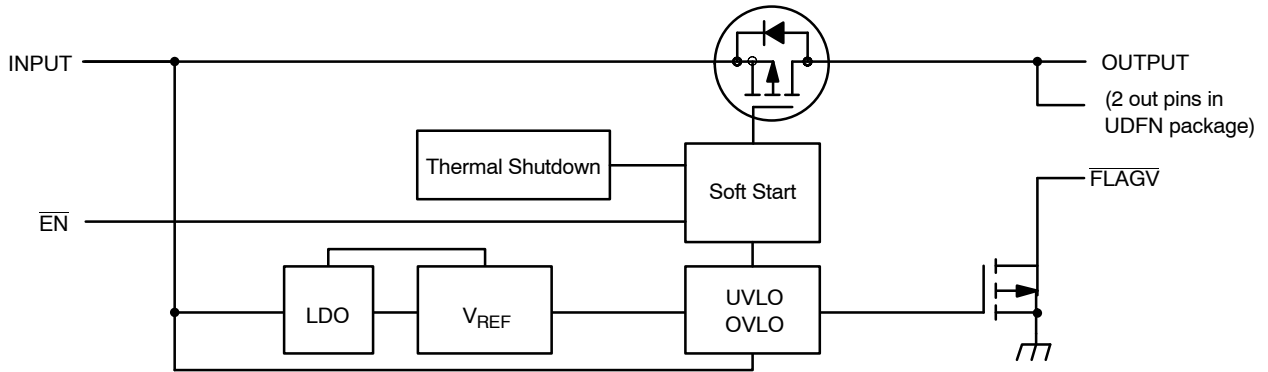 INPUT
OUTPUT
(2 out pins in
UDFN package)
Thermal Shutdown
Soft Start
FLAGV
EN
LDO
VREF
UVLO
OVLO